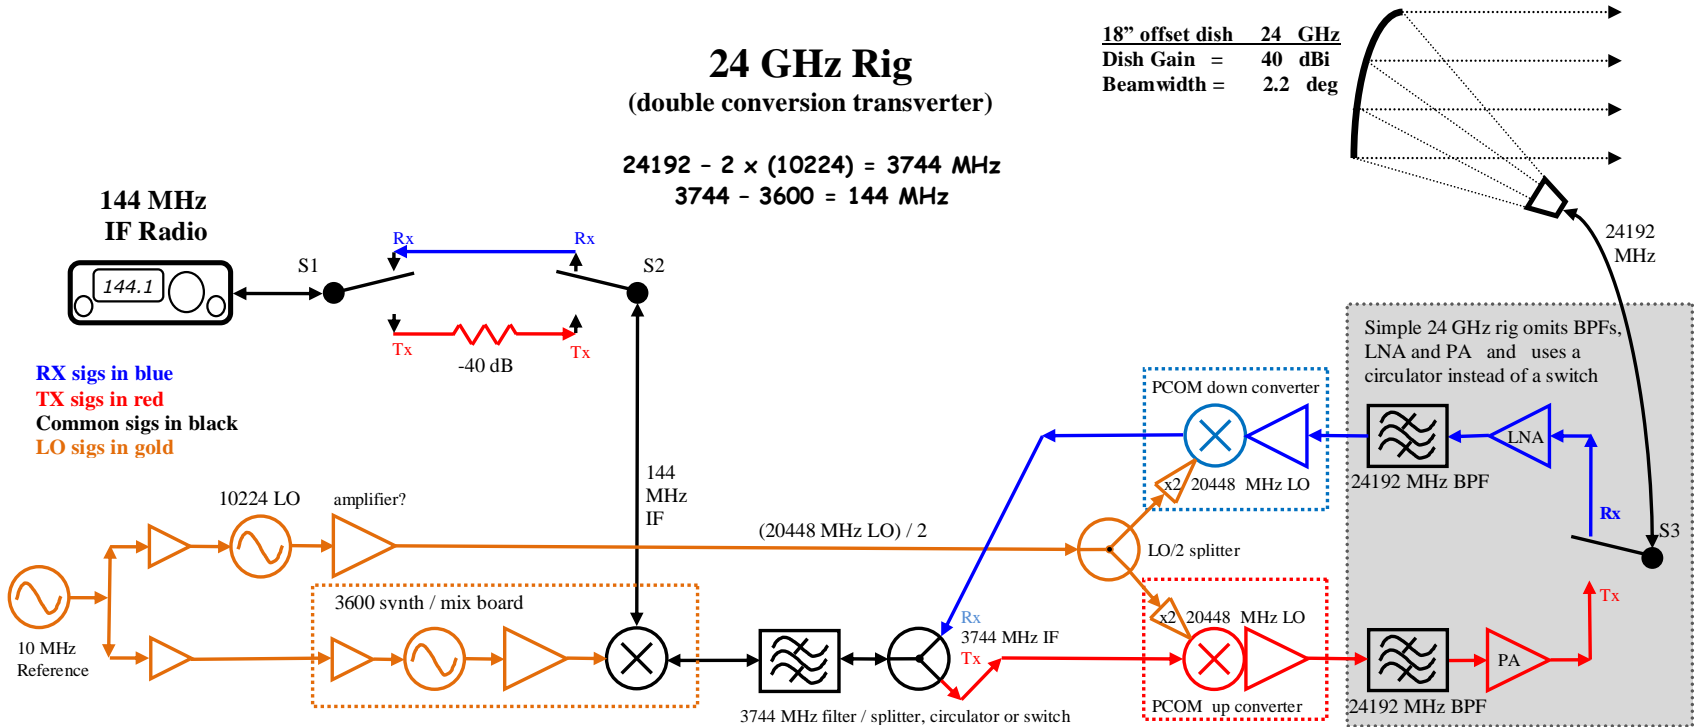 18” offset dish 24 GHz
Dish Gain = 40 dBi
Beamwidth = 2.2 deg
24 GHz Rig
(double conversion transverter)
24192 – 2 x (10224) = 3744 MHz
3744 – 3600 = 144 MHz
144 MHz
IF Radio
144.1
S1
Rx
Rx
S2
Tx
Tx
-40 dB
RX sigs in blue
TX sigs in red
Common sigs in black
LO sigs in gold
24192
MHz
Simple 24 GHz rig omits BPFs,
LNA and PA and uses a
circulator instead of a switch
PCOM down converter
LNA
x2 20448 MHz LO
24192 MHz BPF
Rx
S3
144
MHz
IF
10224 LO
amplifier?
(20448 MHz LO) / 2
LO/2 splitter
3600 synth / mix board
10 MHz
Reference
Rx
3744 MHz IF
Tx
x2 20448 MHz LO
Tx
PA
PCOM up converter
24192 MHz BPF
3744 MHz filter / splitter, circulator or switch